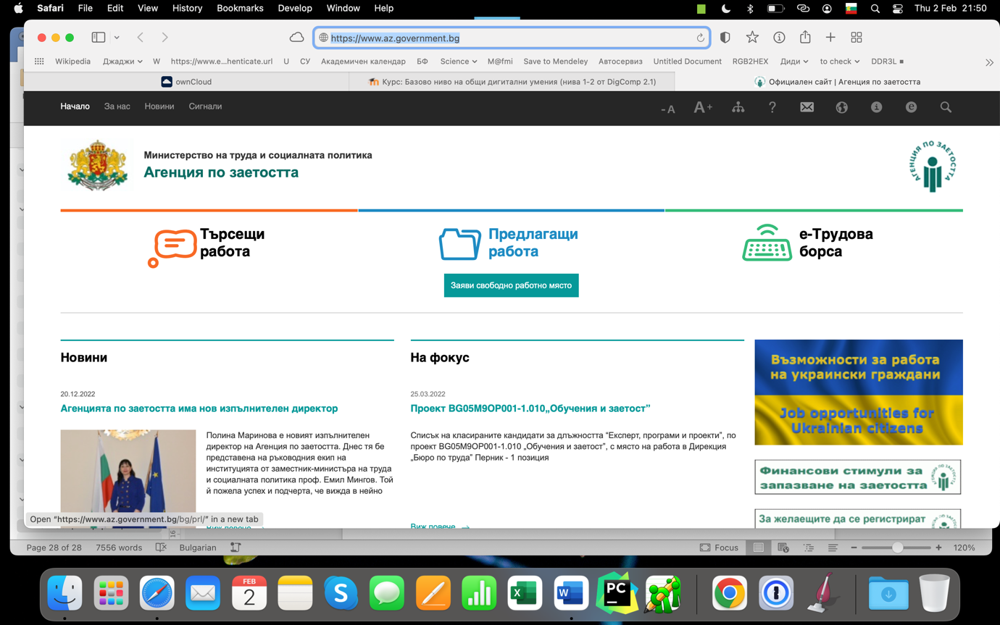 Safari File Edit View History Bookmarks Develop Window Help Thu 2 Feb 21:50
https://www.az.government.bg
Wikipedia Джаджи W https://www.e...henticate.url U СУ Академичен календар БФ Science M@fmi Save to Mendeley Автосервиз Untitled Document RGB2HEX Диди to check DDR3L
ownCloud
Курс: Базово ниво на общи дигитални умения (нива 1-2 от DigComp 2.1)
Официален сайт | Агенция по заетостта
Начало За нас Новини Сигнали - A A+
Министерство на труда и социалната политика
Агенция по заетостта
АГЕНЦИЯ ПО ЗАЕТОСТТА
Търсещи
работа
Предлагащи
работа
е-Трудова
борса
Заяви свободно работно място
Новини
20.12.2022
Агенцията по заетостта има нов изпълнителен директор
Полина Маринова е новият изпълнителен
директор на Агенция по заетостта. Днес тя бе
представена на ръководния екип на
институцията от заместник-министъра на труда
и социалната политика проф. Емил Мингов. Той
й пожела успех и подчерта, че вижда в нейно
Виж повече
На фокус
25.03.2022
Проект BG05M9OP001-1.010„Обучения и заетост”
Списък на класираните кандидати за длъжността “Експерт, програми и проекти”, по
проект BG05M9OP001-1.010 „Обучения и заетост”, с място на работа в Дирекция
„Бюро по труда” Перник - 1 позиция
Виж повече →
Възможности за работа
на украински граждани
Job opportunities for
Ukrainian citizens
Финансови стимули за
запазване на заетостта
За желаещите да се регистрират
Open “https://www.az.government.bg/bg/prl/” in a new tab
16
Page 28 of 28 7556 words Bulgarian Focus 120%
FEB
2
S
X
W
PC